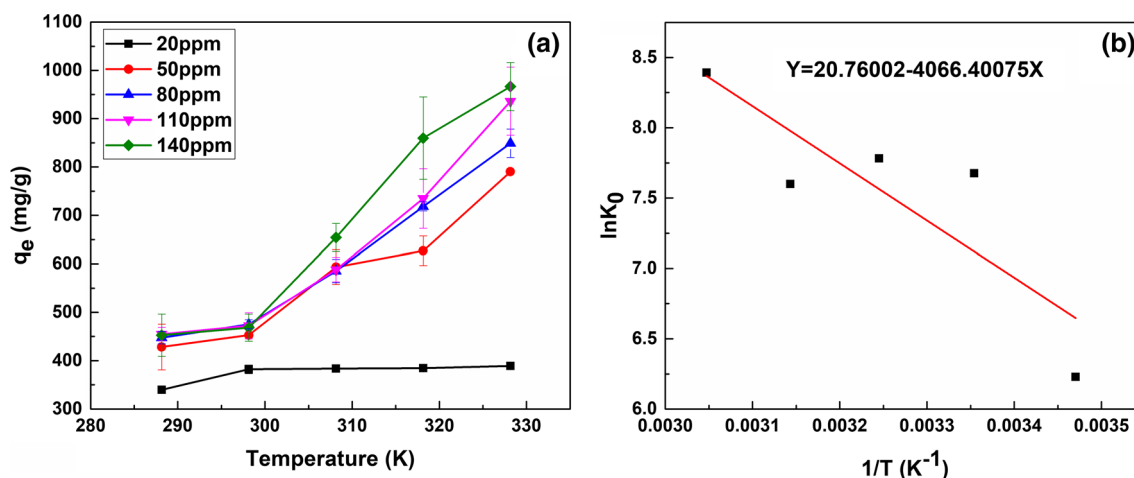 (a)
20ppm
50ppm
80ppm
110ppm
140ppm
1100
1000
900
800
700
600
500
400
300
qe (mg/g)
280 290 300 310 320 330
Temperature (K)
(b)
Y=20.76002-4066.40075X
8.5
8.0
7.5
7.0
6.5
6.0
lnK0
0.0030 0.0031 0.0032 0.0033 0.0034 0.0035
1/T (K-1)